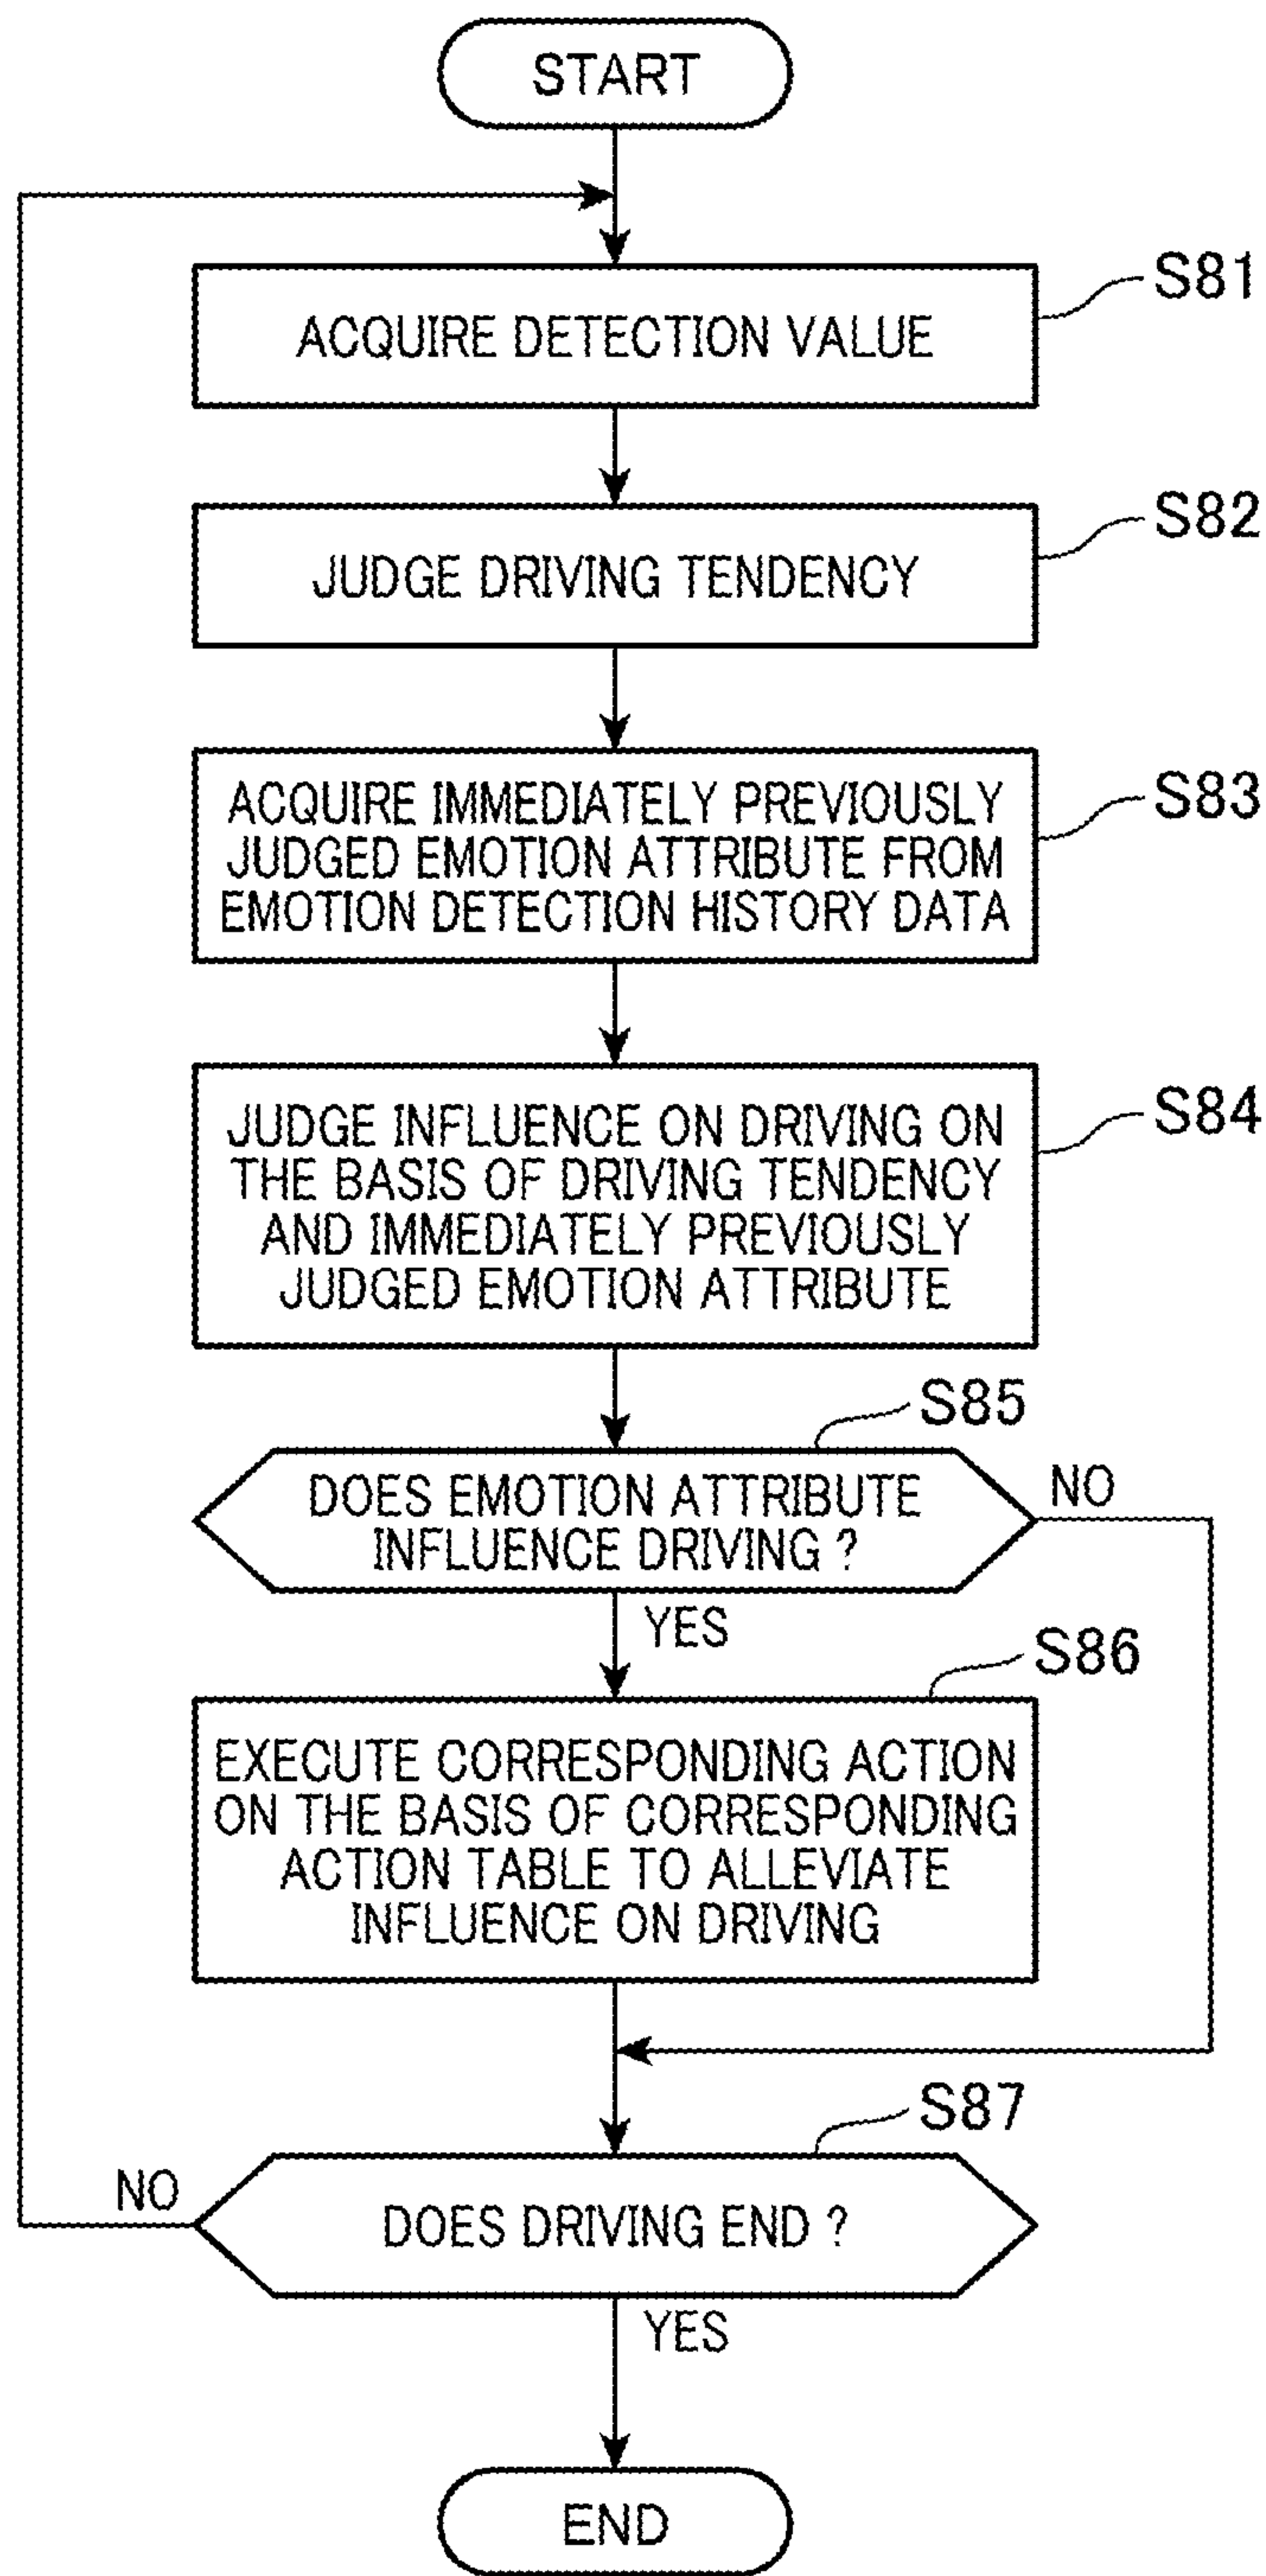 START
S81
ACQUIRE DETECTION VALUE
S82
JUDGE DRIVING TENDENCY
S83
ACQUIRE IMMEDIATELY PREVIOUSLY
JUDGED EMOTION ATTRIBUTE FROM
EMOTION DETECTION HISTORY DATA
S84
JUDGE INFLUENCE ON DRIVING ON
THE BASIS OF DRIVING TENDENCY
AND IMMEDIATELY PREVIOUSLY
JUDGED EMOTION ATTRIBUTE
S85
DOES EMOTION ATTRIBUTE
INFLUENCE DRIVING ?
NO
YES
S86
EXECUTE CORRESPONDING ACTION
ON THE BASIS OF CORRESPONDING
ACTION TABLE TO ALLEVIATE
INFLUENCE ON DRIVING
S87
NO
DOES DRIVING END ?
YES
END